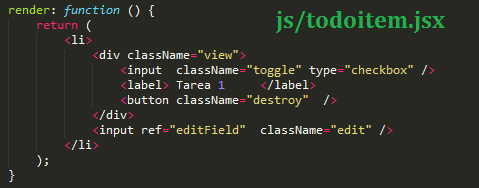 render: function () {
js/todoitem.jsx
return (
<li>
<div className="view">
<input  className="toggle" type="checkbox" />
<label> Tarea 1     </label>
<button className="destroy"  />
</div>
<input ref="editField"  className="edit" />
</li>
);
}